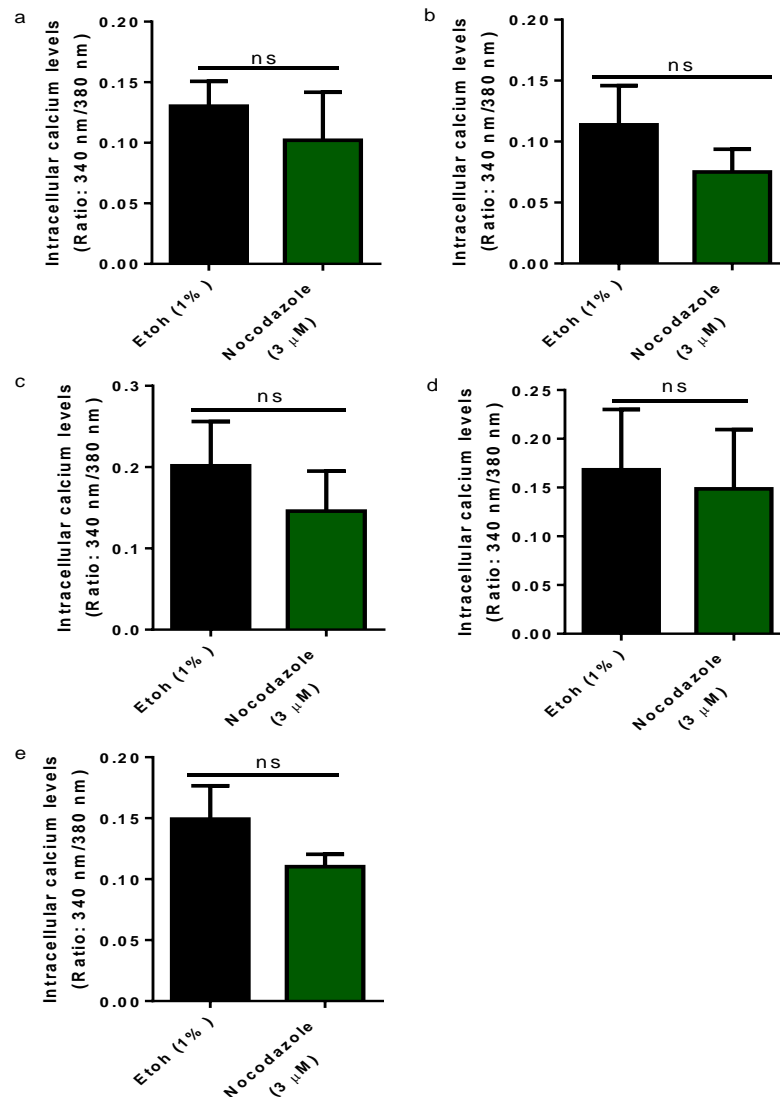 a
Intracellular calcium levels
(Ratio: 340 nm/380 nm)
0.20
0.15
0.10
0.05
0.00
ns
Etoh (1% )
Nocodazole
(3 µM)
b
Intracellular calcium levels
(Ratio: 340 nm/380 nm)
0.20
0.15
0.10
0.05
0.00
ns
Etoh (1% )
Nocodazole
(3 µM)
c
Intracellular calcium levels
(Ratio: 340 nm/380 nm)
0.3
0.2
0.1
0.0
ns
Etoh (1% )
Nocodazole
(3 µM)
d
Intracellular calcium levels
(Ratio: 340 nm/380 nm)
0.25
0.20
0.15
0.10
0.05
0.00
ns
Etoh (1% )
Nocodazole
(3 µM)
e
Intracellular calcium levels
(Ratio: 340 nm/380 nm)
0.20
0.15
0.10
0.05
0.00
ns
Etoh (1% )
Nocodazole
(3 µM)